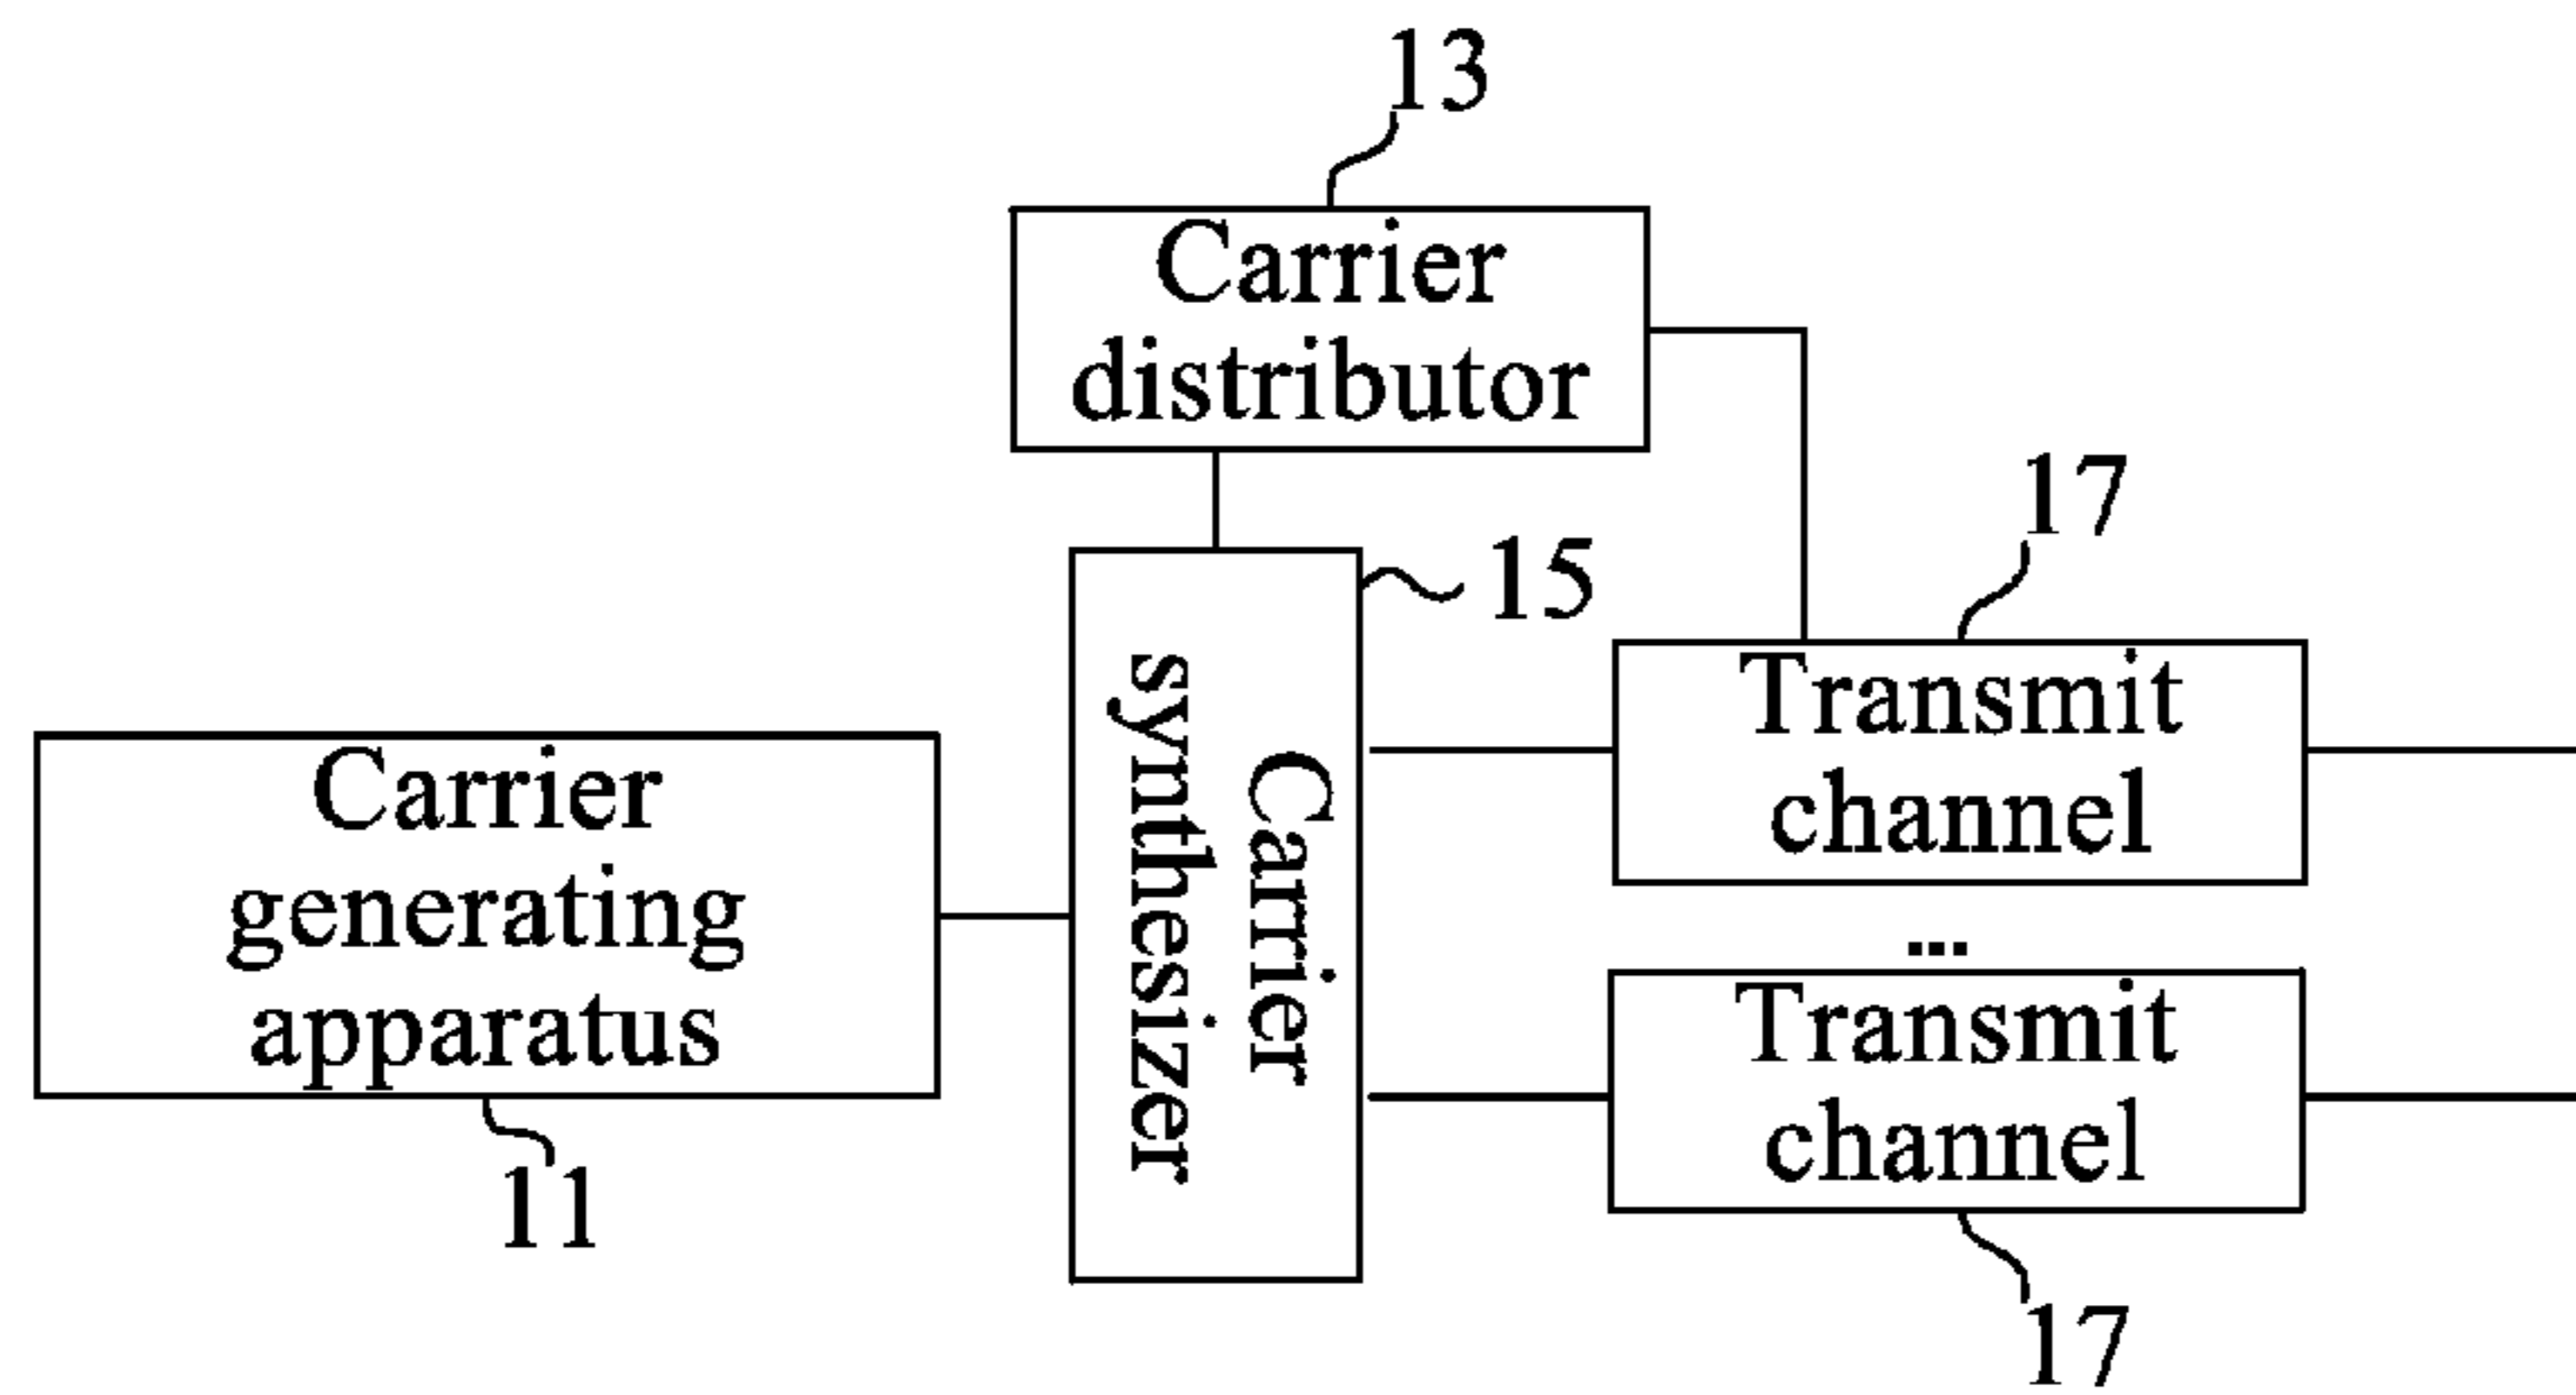 13
Carrier
distributor
17
15
Transmit
channel
Carrier
synthesizer
Carrier
generating
apparatus
...
Transmit
channel
11
17